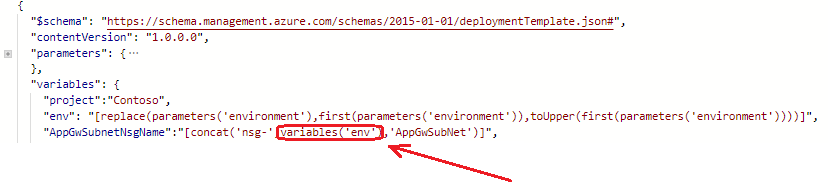 {
"$schema": "https://schema.management.azure.com/schemas/2015-01-01/deploymentTemplate.json#",
"contentVersion": "1.0.0.0",
"parameters": {...
},
"variables": {
"project":"Contoso",
"env": "[replace(parameters('environment'),first(parameters('environment')),toUpper(first(parameters('environment'))))]",
"AppGwSubnetNsgName":"[concat('nsg-',variables('env'),'AppGwSubNet')]",